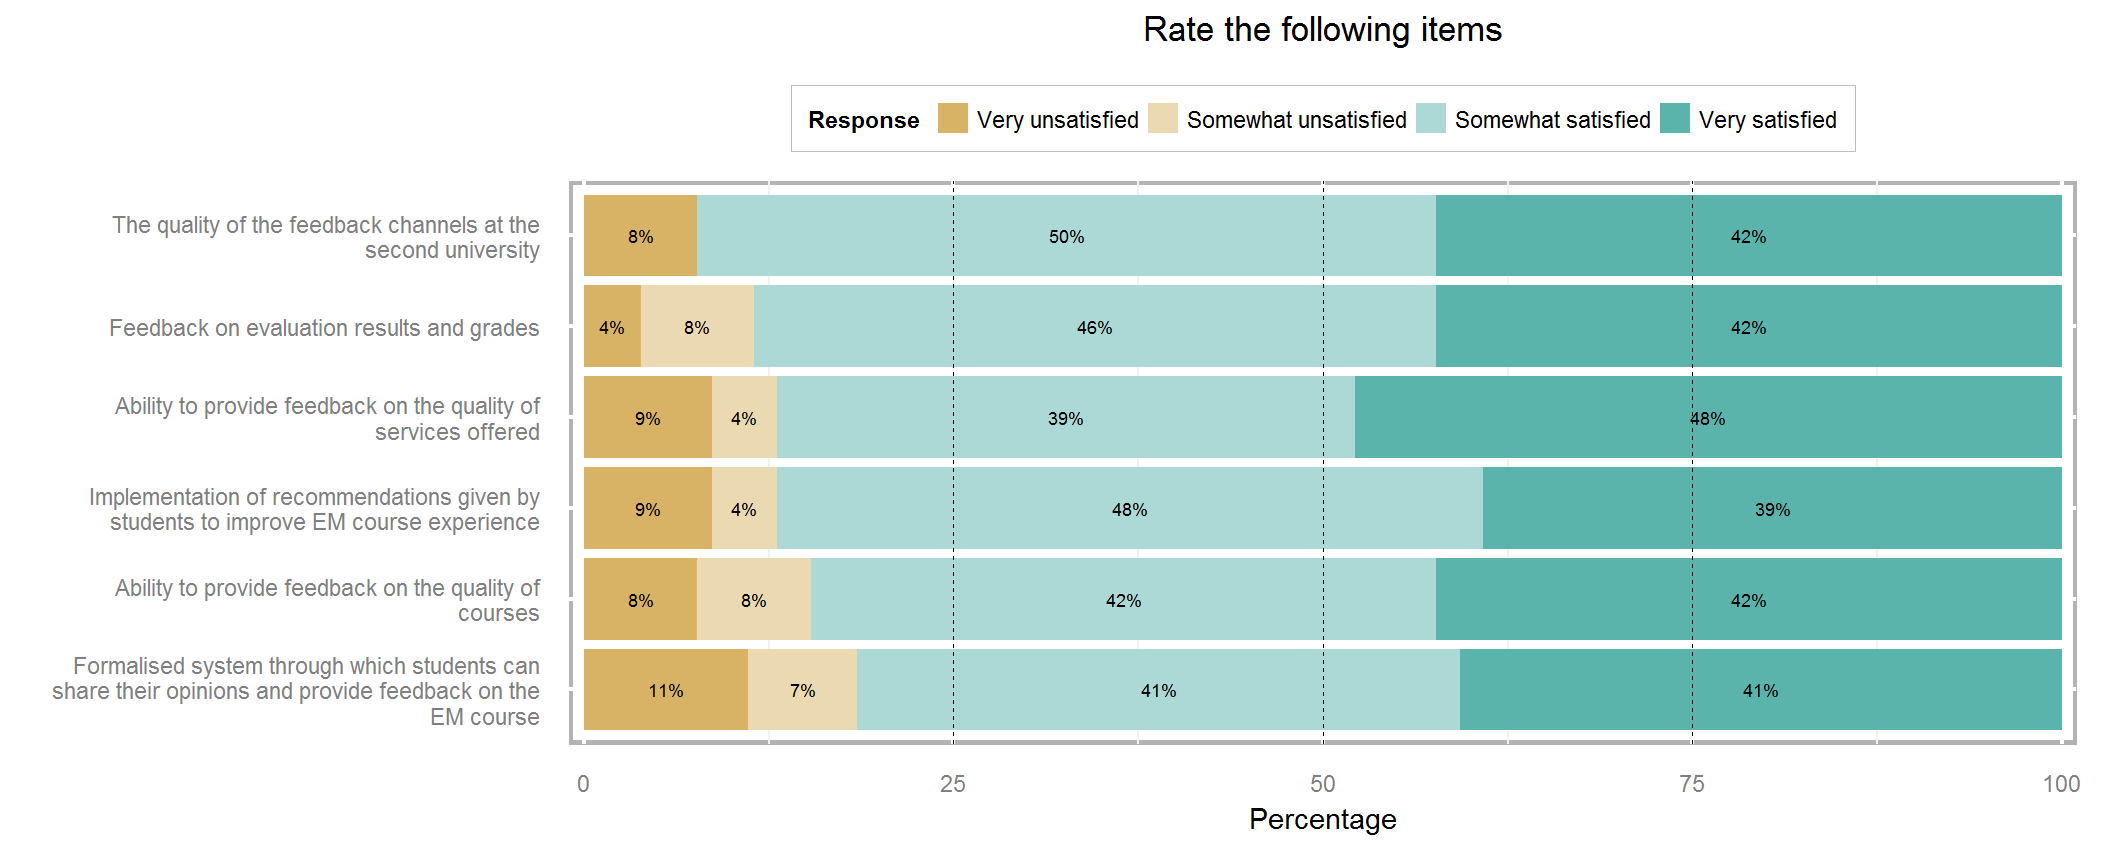 Rate the following items
Response Very unsatisfied Somewhat unsatisfied Somewhat satisfied Very satisfied
The quality of the feedback channels at the
second university
8% 50% 42%
Feedback on evaluation results and grades
4% 8% 46% 42%
Ability to provide feedback on the quality of
services offered
9% 4% 39% 48%
Implementation of recommendations given by
students to improve EM course experience
9% 4% 48% 39%
Ability to provide feedback on the quality of
courses
8% 8% 42% 42%
Formalised system through which students can
share their opinions and provide feedback on the
EM course
11% 7% 41% 41%
0 25 50 75 100
Percentage